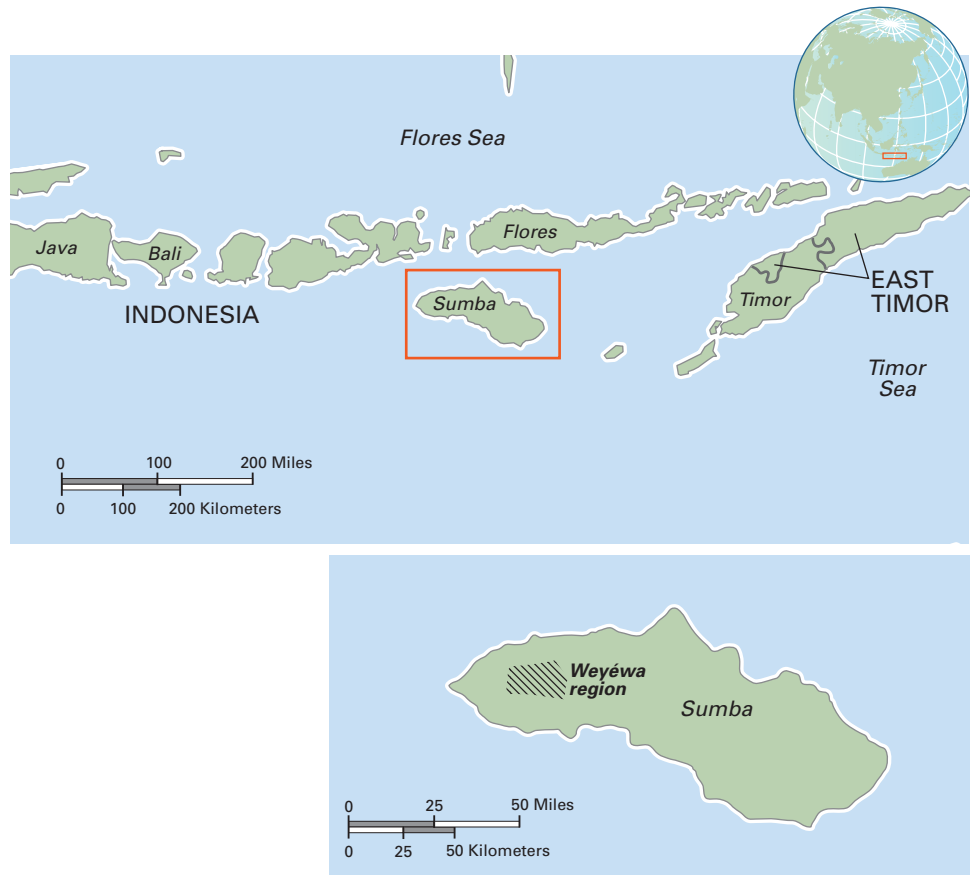 Flores Sea
Java
Bali
Flores
INDONESIA
Sumba
Timor
EAST
TIMOR
Timor
Sea
0 100 200 Miles
0 100 200 Kilometers
Weyéwa
region
Sumba
0 25 50 Miles
0 25 50 Kilometers